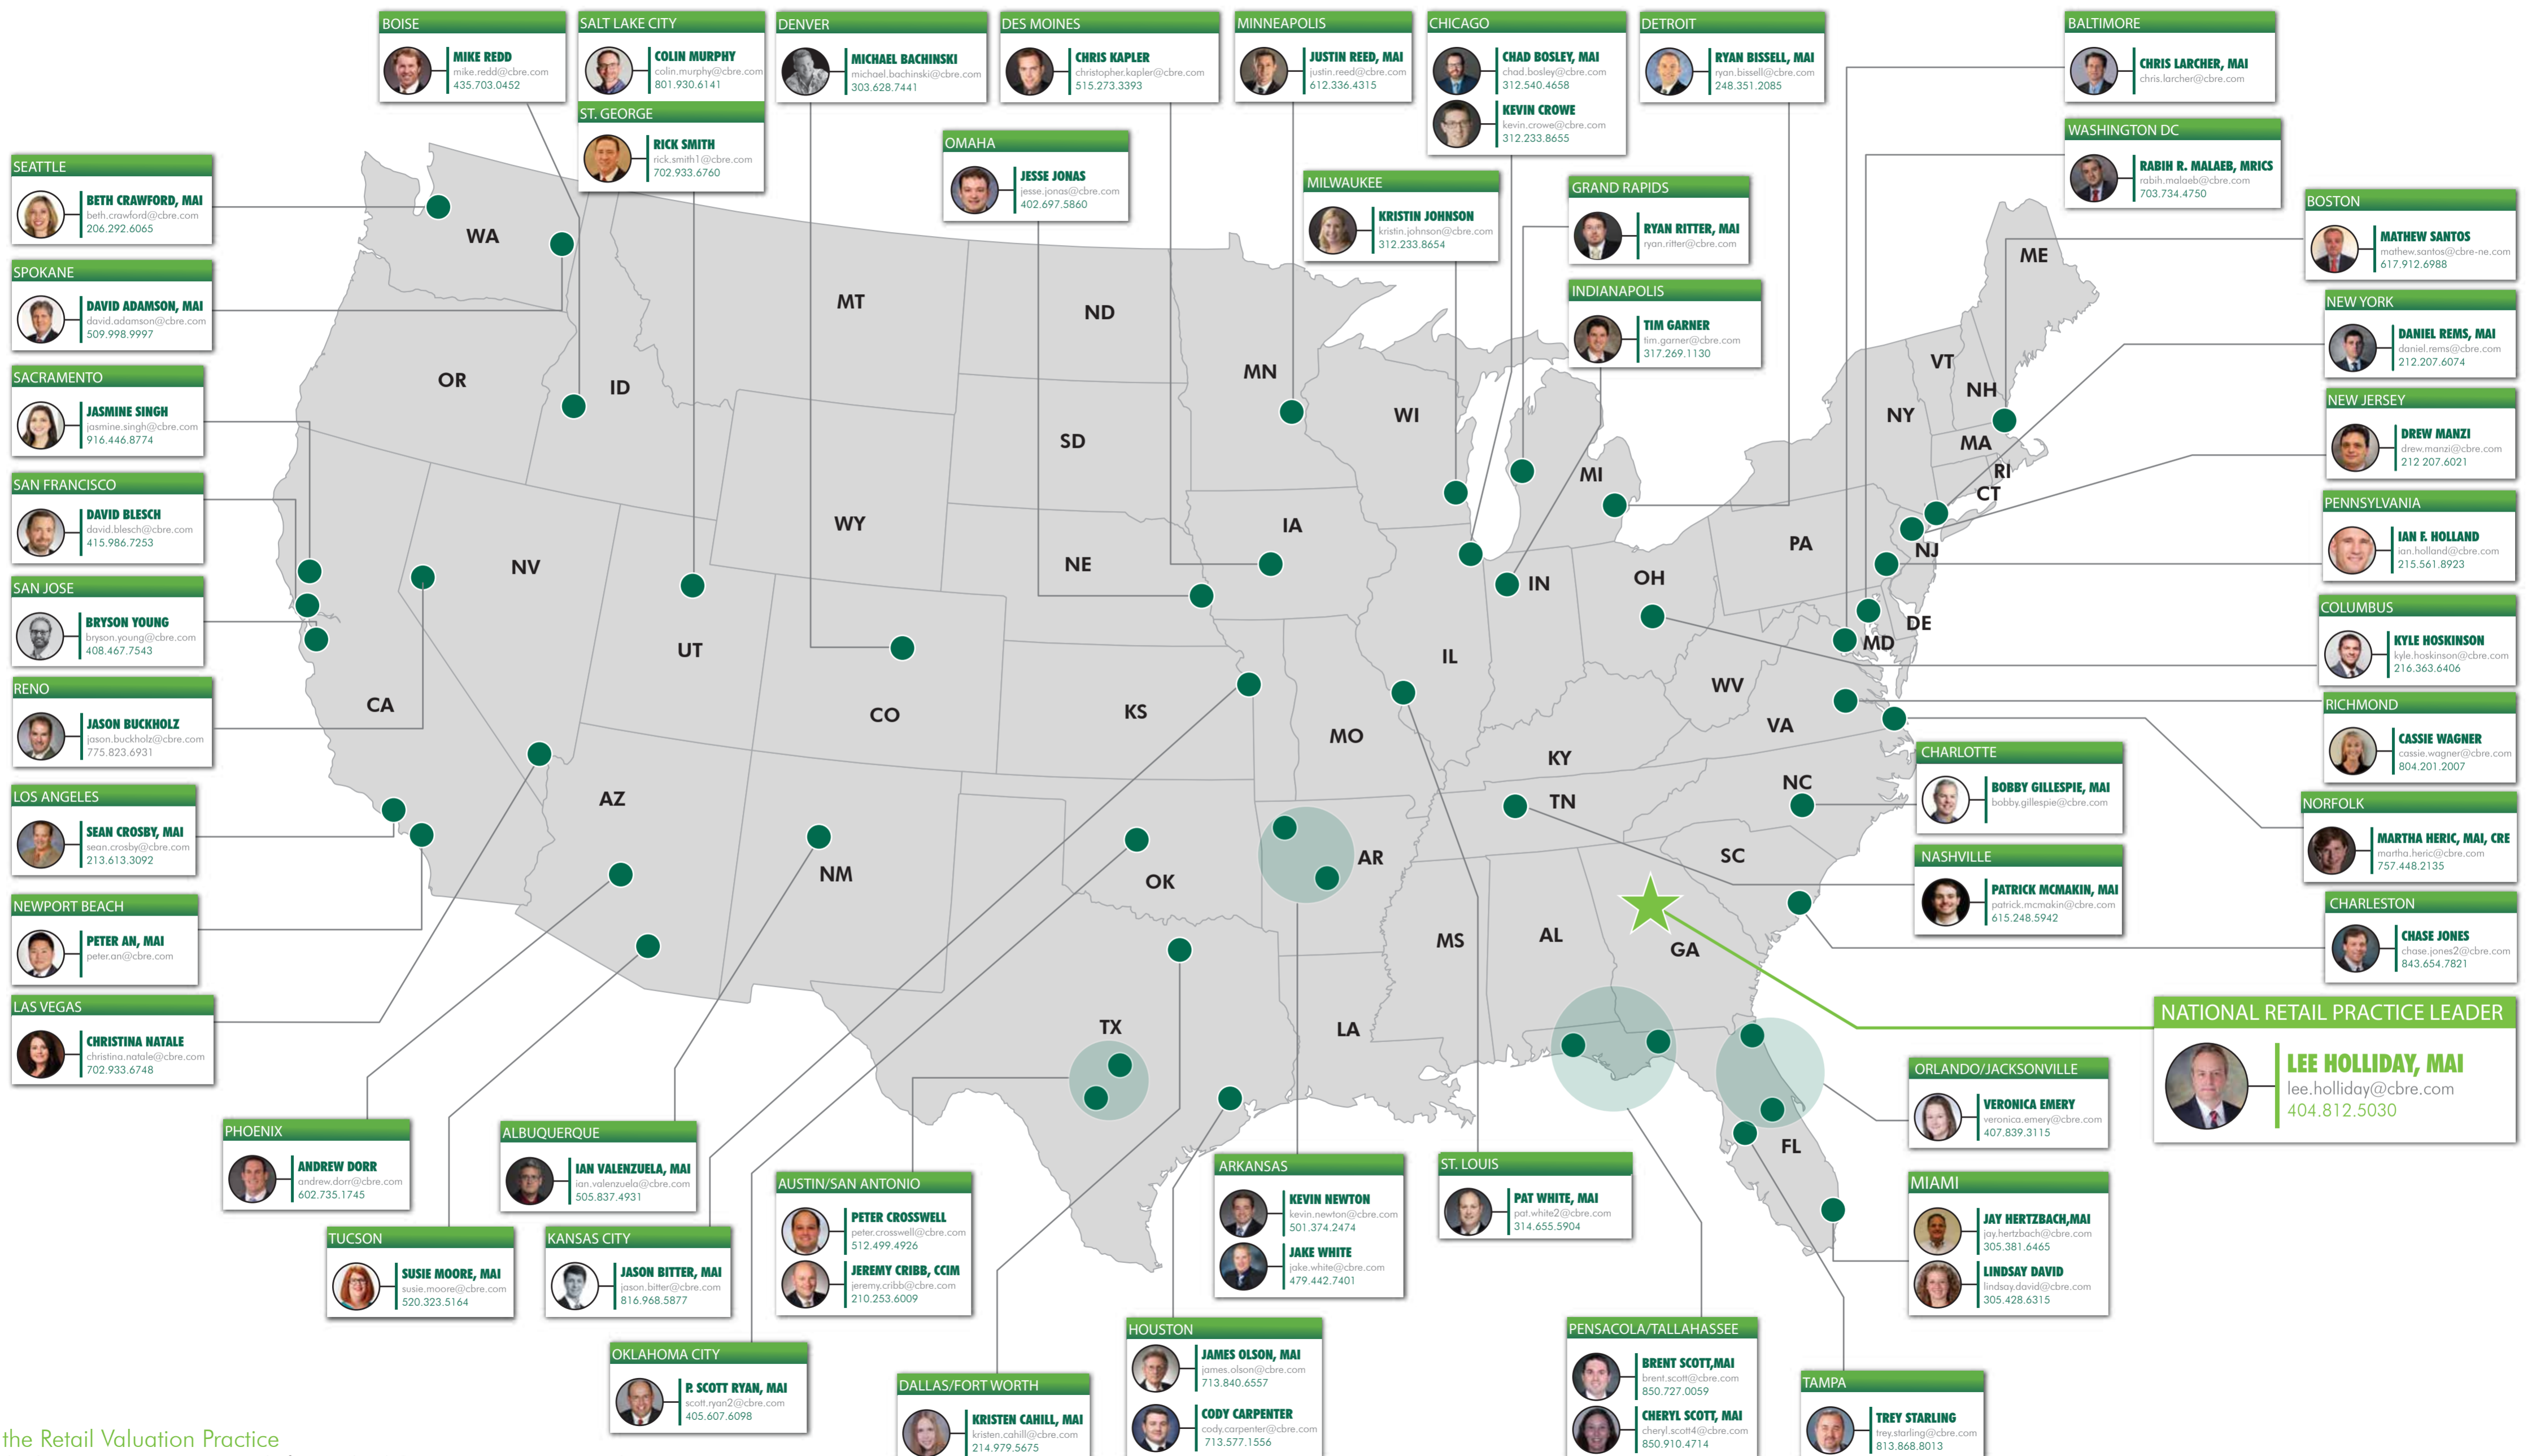 BOISE
MIKE REDD
mike.redd@cbre.com
435.703.0452
SALT LAKE CITY
COLIN MURPHY
colin.murphy@cbre.com
801.930.6141
ST. GEORGE
RICK SMITH
rick.smith1@cbre.com
702.933.6760
DENVER
MICHAEL BACHINSKI
michael.bachinski@cbre.com
303.628.7441
DES MOINES
CHRIS KAPLER
christopher.kapler@cbre.com
515.273.3393
OMAHA
JESSE JONAS
jesse.jonas@cbre.com
402.697.5860
MINNEAPOLIS
JUSTIN REED, MAI
justin.reed@cbre.com
612.336.4315
CHICAGO
CHAD BOSLEY, MAI
chad.bosley@cbre.com
312.540.4658
KEVIN CROWE
kevin.crowe@cbre.com
312.233.8655
DETROIT
RYAN BISSELL, MAI
ryan.bissell@cbre.com
248.351.2085
MILWAUKEE
KRISTIN JOHNSON
kristin.johnson@cbre.com
312.233.8654
GRAND RAPIDS
RYAN RITTER, MAI
ryan.ritter@cbre.com
INDIANAPOLIS
TIM GARNER
tim.garner@cbre.com
317.269.1130
BALTIMORE
CHRIS LARCHER, MAI
chris.larcher@cbre.com
WASHINGTON DC
RABIH R. MALAEB, MRICS
rabih.malaeb@cbre.com
703.734.4750
BOSTON
MATHEW SANTOS
mathew.santos@cbre-ne.com
617.912.6988
NEW YORK
DANIEL REMS, MAI
daniel.rems@cbre.com
212.207.6074
NEW JERSEY
DREW MANZI
drew.manzi@cbre.com
212 207.6021
PENNSYLVANIA
IAN F. HOLLAND
ian.holland@cbre.com
215.561.8923
COLUMBUS
KYLE HOSKINSON
kyle.hoskinson@cbre.com
216.363.6406
RICHMOND
CASSIE WAGNER
cassie.wagner@cbre.com
804.201.2007
NORFOLK
MARTHA HERIC, MAI, CRE
martha.heric@cbre.com
757.448.2135
CHARLOTTE
BOBBY GILLESPIE, MAI
bobby.gillespie@cbre.com
NASHVILLE
PATRICK MCMAKIN, MAI
patrick.mcmakin@cbre.com
615.248.5942
CHARLESTON
CHASE JONES
chase.jones2@cbre.com
843.654.7821
NATIONAL RETAIL PRACTICE LEADER
LEE HOLLIDAY, MAI
lee.holliday@cbre.com
404.812.5030
ORLANDO/JACKSONVILLE
VERONICA EMERY
veronica.emery@cbre.com
407.839.3115
MIAMI
JAY HERTZBACH,MAI
jay.hertzbach@cbre.com
305.381.6465
LINDSAY DAVID
lindsay.david@cbre.com
305.428.6315
TAMPA
TREY STARLING
trey.starling@cbre.com
813.868.8013
PENSACOLA/TALLAHASSEE
BRENT SCOTT,MAI
brent.scott@cbre.com
850.727.0059
CHERYL SCOTT, MAI
cheryl.scott4@cbre.com
850.910.4714
ST. LOUIS
PAT WHITE, MAI
pat.white2@cbre.com
314.655.5904
ARKANSAS
KEVIN NEWTON
kevin.newton@cbre.com
501.374.2474
JAKE WHITE
jake.white@cbre.com
479.442.7401
HOUSTON
JAMES OLSON, MAI
james.olson@cbre.com
713.840.6557
CODY CARPENTER
cody.carpenter@cbre.com
713.577.1556
DALLAS/FORT WORTH
KRISTEN CAHILL, MAI
kristen.cahill@cbre.com
214.979.5675
AUSTIN/SAN ANTONIO
PETER CROSSWELL
peter.crosswell@cbre.com
512.499.4926
JEREMY CRIBB, CCIM
jeremy.cribb@cbre.com
210.253.6009
OKLAHOMA CITY
P. SCOTT RYAN, MAI
scott.ryan2@cbre.com
405.607.6098
KANSAS CITY
JASON BITTER, MAI
jason.bitter@cbre.com
816.968.5877
ALBUQUERQUE
IAN VALENZUELA, MAI
ian.valenzuela@cbre.com
505.837.4931
TUCSON
SUSIE MOORE, MAI
susie.moore@cbre.com
520.323.5164
PHOENIX
ANDREW DORR
andrew.dorr@cbre.com
602.735.1745
SEATTLE
BETH CRAWFORD, MAI
beth.crawford@cbre.com
206.292.6065
SPOKANE
DAVID ADAMSON, MAI
david.adamson@cbre.com
509.998.9997
SACRAMENTO
JASMINE SINGH
jasmine.singh@cbre.com
916.446.8774
SAN FRANCISCO
DAVID BLESCH
david.blesch@cbre.com
415.986.7253
SAN JOSE
BRYSON YOUNG
bryson.young@cbre.com
408.467.7543
RENO
JASON BUCKHOLZ
jason.buckholz@cbre.com
775.823.6931
LOS ANGELES
SEAN CROSBY, MAI
sean.crosby@cbre.com
213.613.3092
NEWPORT BEACH
PETER AN, MAI
peter.an@cbre.com
LAS VEGAS
CHRISTINA NATALE
christina.natale@cbre.com
702.933.6748
WA
OR
ID
MT
ND
SD
MN
WI
MI
WY
NE
IA
NV
UT
CA
CO
KS
MO
IL
IN
OH
PA
NY
VT
NH
ME
MA
RI
CT
NJ
DE
MD
WV
VA
KY
NC
TN
SC
AZ
NM
OK
AR
TX
LA
MS
AL
GA
FL
the Retail Valuation Practice